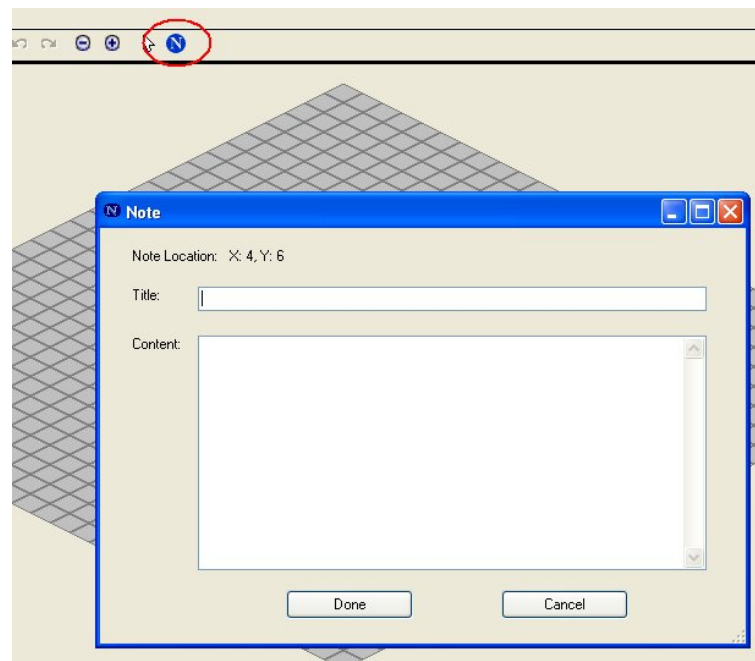 N
N Note
Note Location: X: 4, Y: 6
Title:
Content:
Done Cancel